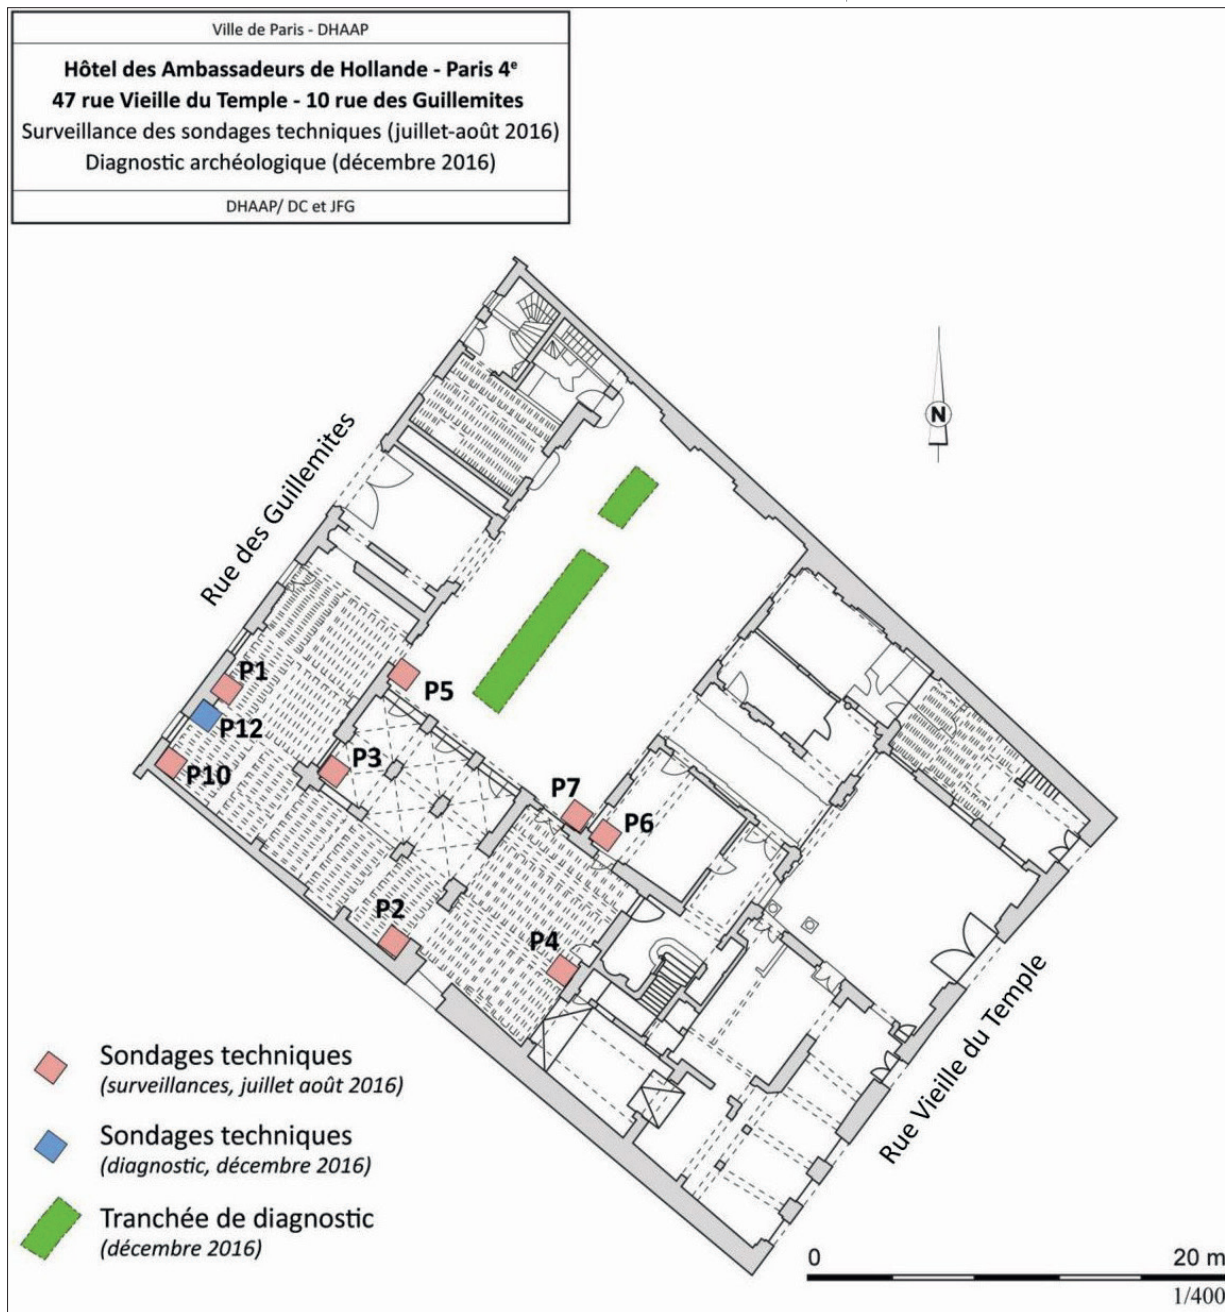 Ville de Paris - DHAAP
Hôtel des Ambassadeurs de Hollande - Paris 4e
47 rue Vieille du Temple - 10 rue des Guillemites
Surveillance des sondages techniques (juillet-août 2016)
Diagnostic archéologique (décembre 2016)
DHAAP/ DC et JFG
N
Rue des Guillemites
P1
P5
P12
P3
P10
P7
P6
P2
P4
Rue Vieille du Temple
Sondages techniques
(surveillances, juillet août 2016)
Sondages techniques
(diagnostic, décembre 2016)
Tranchée de diagnostic
(décembre 2016)
0 20 m
1/400